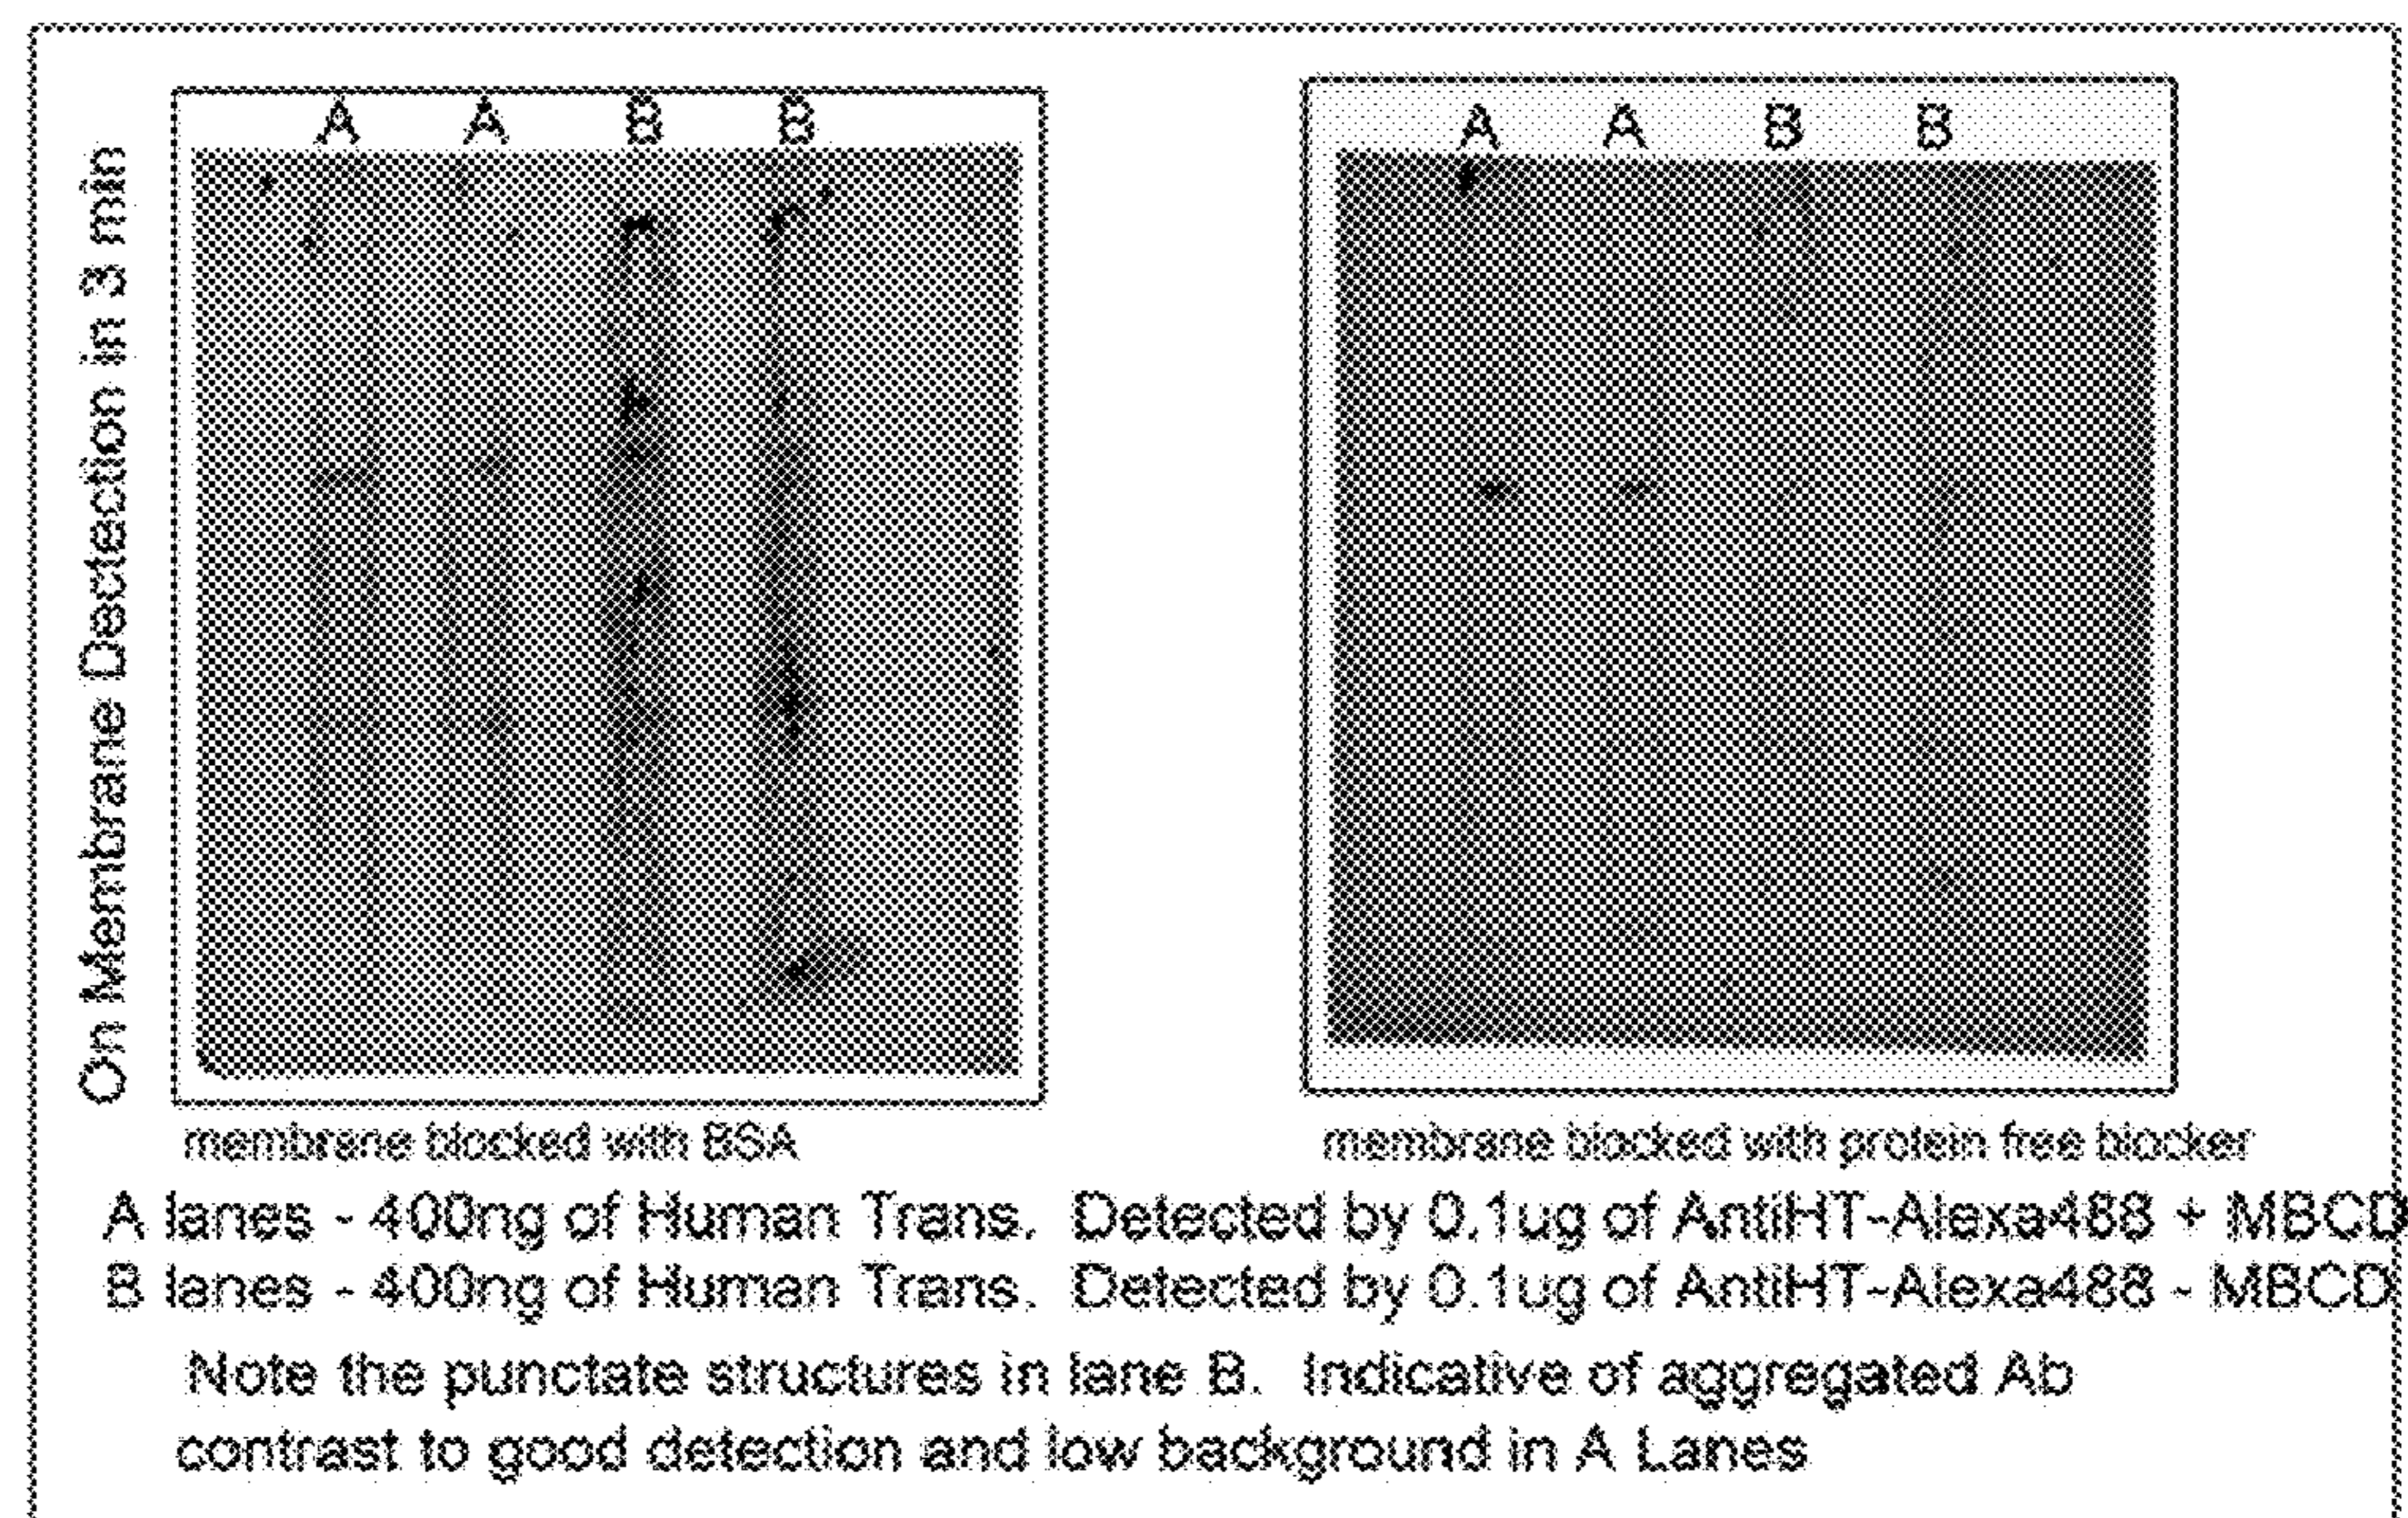 On Membrane Dectection in 3 min
A A B B
A A B B
membrane blocked with BSA
membrane blocked with protein free blocker
A lanes - 400ng of Human Trans. Detected by 0.1ug of AntiHT-Alexa488 + MBCD
B lanes - 400ng of Human Trans. Detected by 0.1ug of AntiHT-Alexa488 - MBCD
Note the punctate structures in lane B. Indicative of aggregated Ab
contrast to good detection and low background in A Lanes